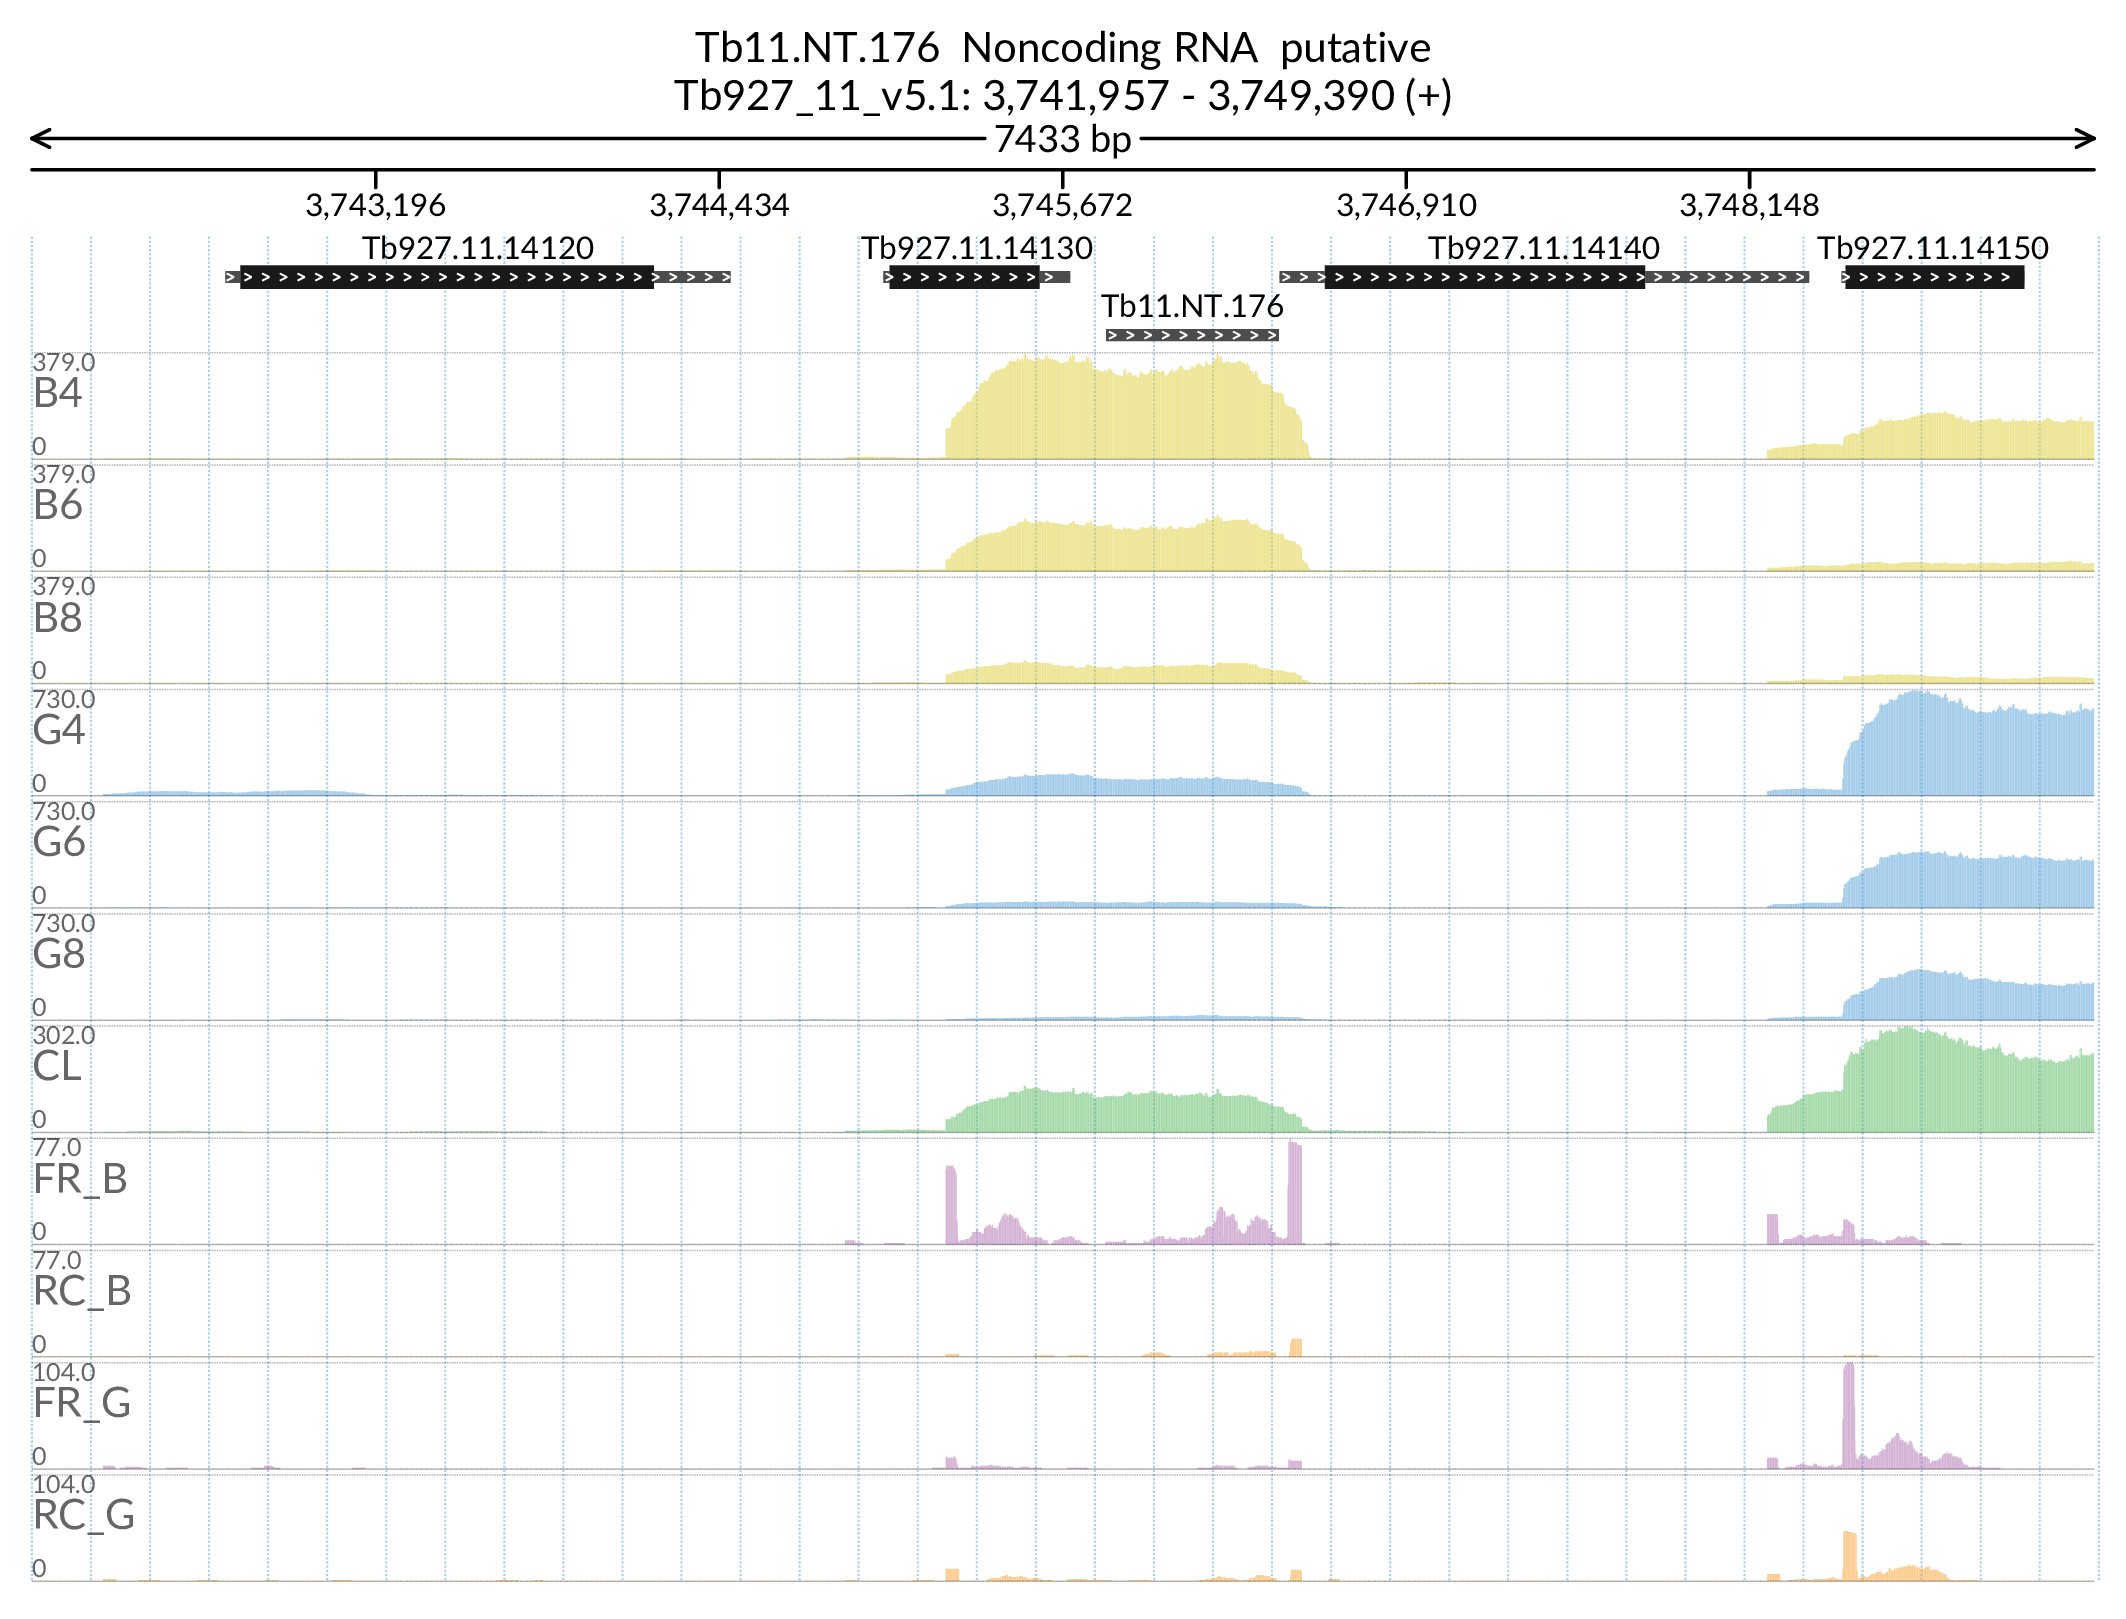 Tb11.NT.176 Noncoding RNA putative
Tb927_11_v5.1: 3,741,957 - 3,749,390 (+)
7433 bp
3,743,196 3,744,434 3,745,672 3,746,910 3,748,148
Tb927.11.14120 Tb927.11.14130 Tb927.11.14140 Tb927.11.14150
Tb11.NT.176
379.0
B4
0
379.0
B6
0
379.0
B8
0
730.0
G4
0
730.0
G6
0
730.0
G8
0
302.0
CL
0
77.0
FR_B
0
77.0
RC_B
0
104.0
FR_G
0
104.0
RC_G
0